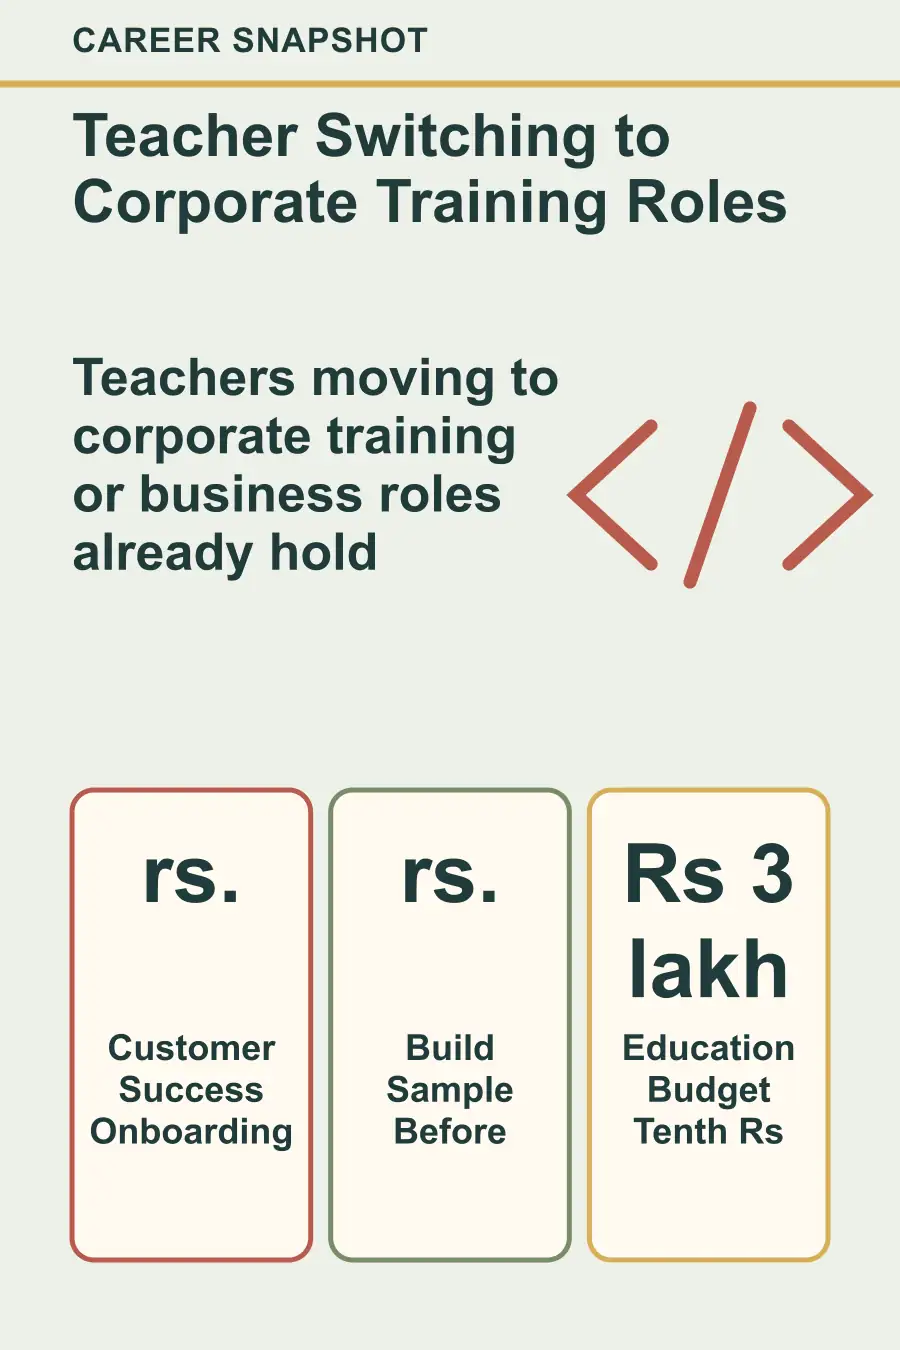 CAREER SNAPSHOT
Teacher Switching to
Corporate Training Roles
Teachers moving to
corporate training
or business roles
already hold
</>
rs.
Customer
Success
Onboarding
rs.
Build
Sample
Before
Rs 3
lakh
Education
Budget
Tenth Rs